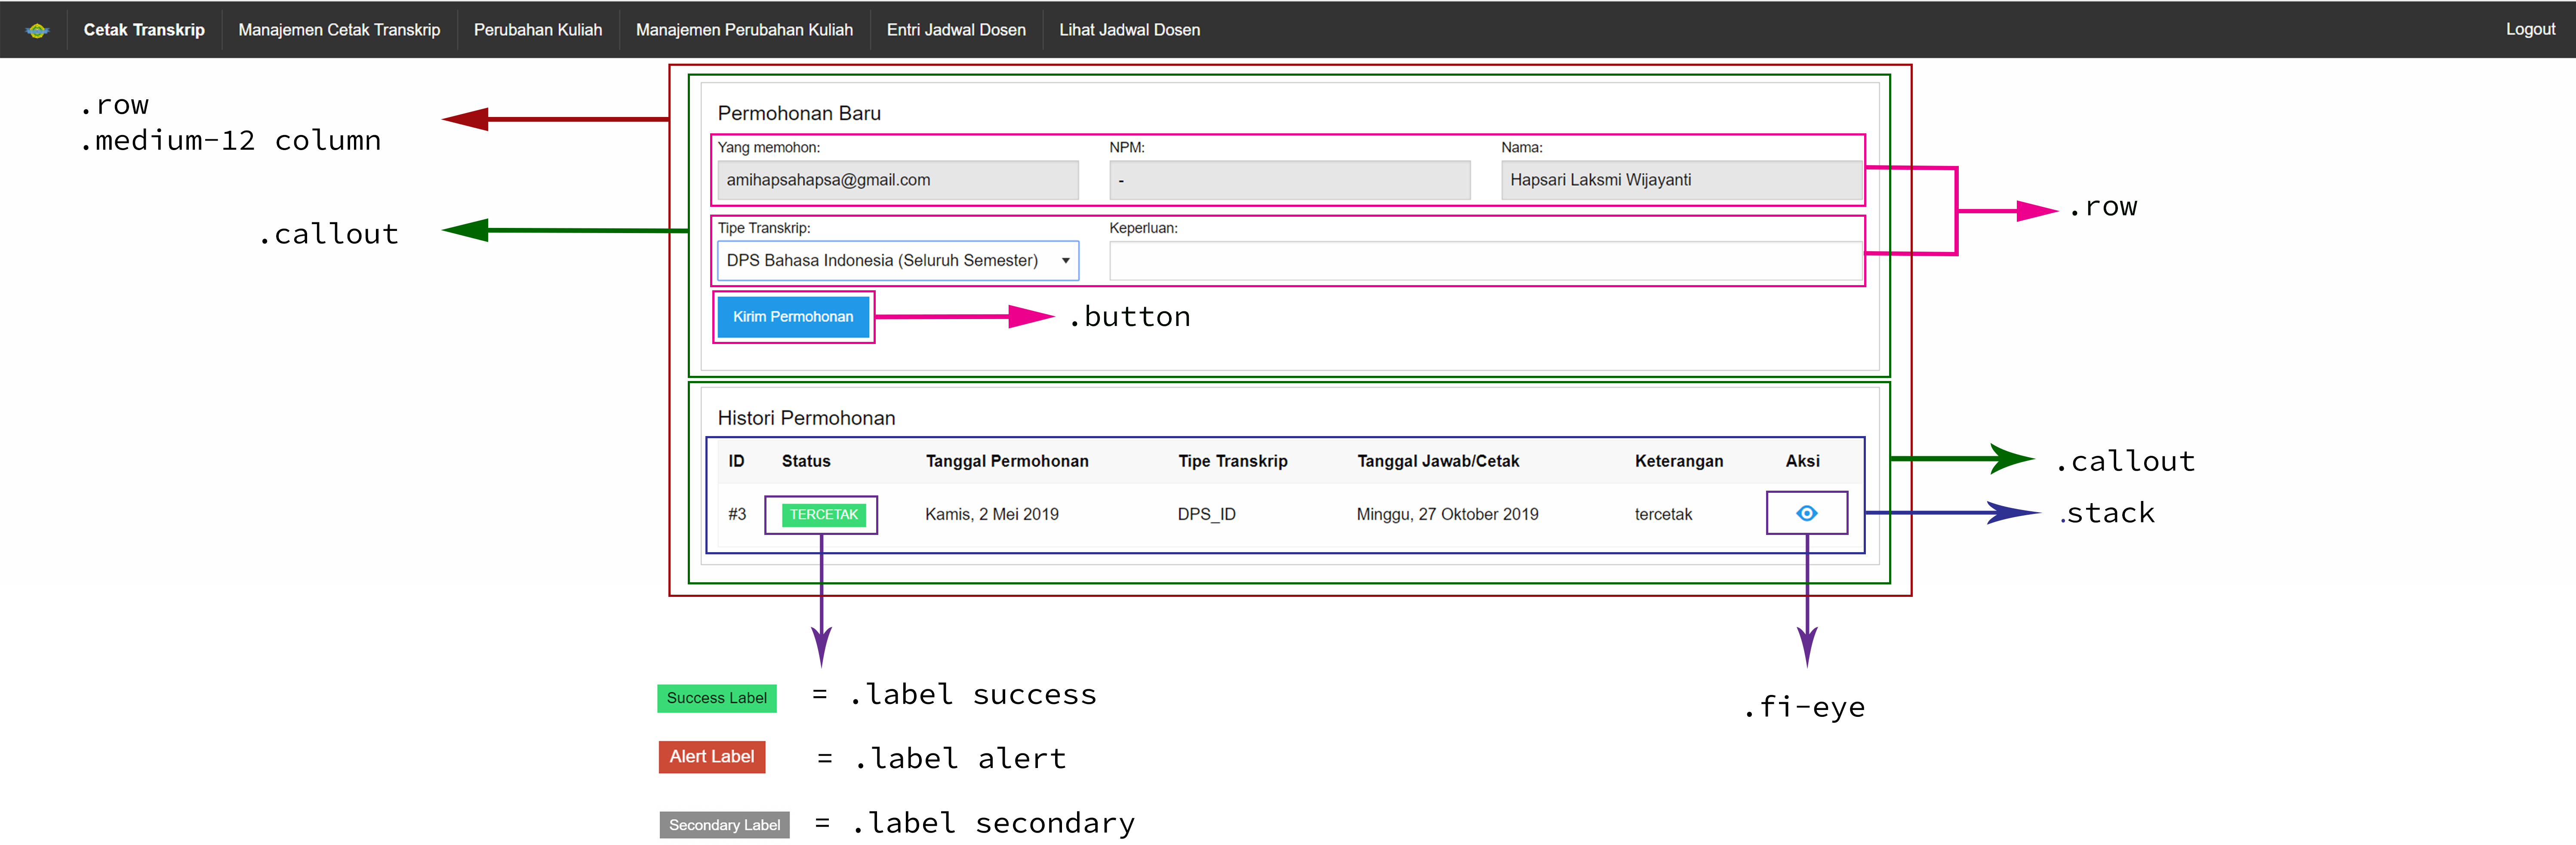 Cetak Transkrip Manajemen Cetak Transkrip Perubahan Kuliah Manajemen Perubahan Kuliah Entri Jadwal Dosen Lihat Jadwal Dosen Logout
.row
.medium-12 column
.callout
Permohonan Baru
Yang memohon: NPM: Nama:
amihapsahapsa@gmail.com - Hapsari Laksmi Wijayanti
.row
Tipe Transkrip: Keperluan:
DPS Bahasa Indonesia (Seluruh Semester)
Kirim Permohonan
.button
Histori Permohonan
ID Status Tanggal Permohonan Tipe Transkrip Tanggal Jawab/Cetak Keterangan Aksi
#3 TERCETAK Kamis, 2 Mei 2019 DPS_ID Minggu, 27 Oktober 2019 tercetak
.callout
.stack
Success Label = .label success
.fi-eye
Alert Label = .label alert
Secondary Label = .label secondary